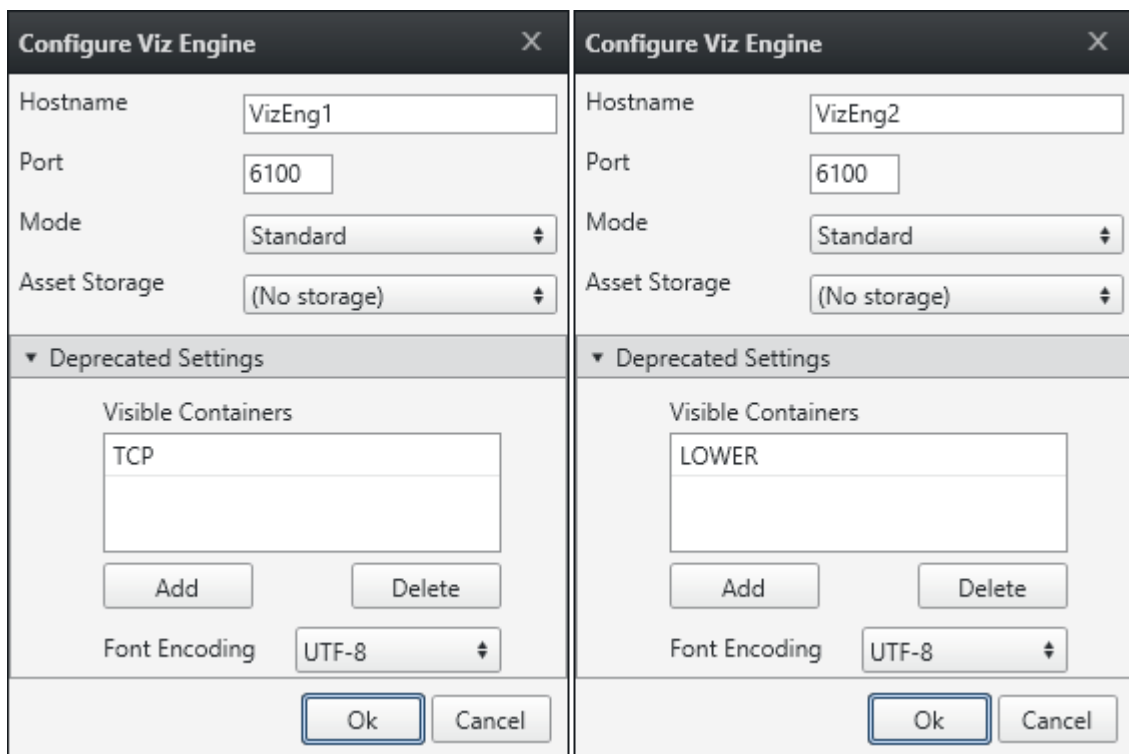 Configure Viz Engine
Hostname
VizEng1
Port
6100
Mode
Standard
Asset Storage
(No storage)
Deprecated Settings
Visible Containers
TCP
Add
Delete
Font Encoding
UTF-8
Ok
Cancel
Configure Viz Engine
Hostname
VizEng2
Port
6100
Mode
Standard
Asset Storage
(No storage)
Deprecated Settings
Visible Containers
LOWER
Add
Delete
Font Encoding
UTF-8
Ok
Cancel